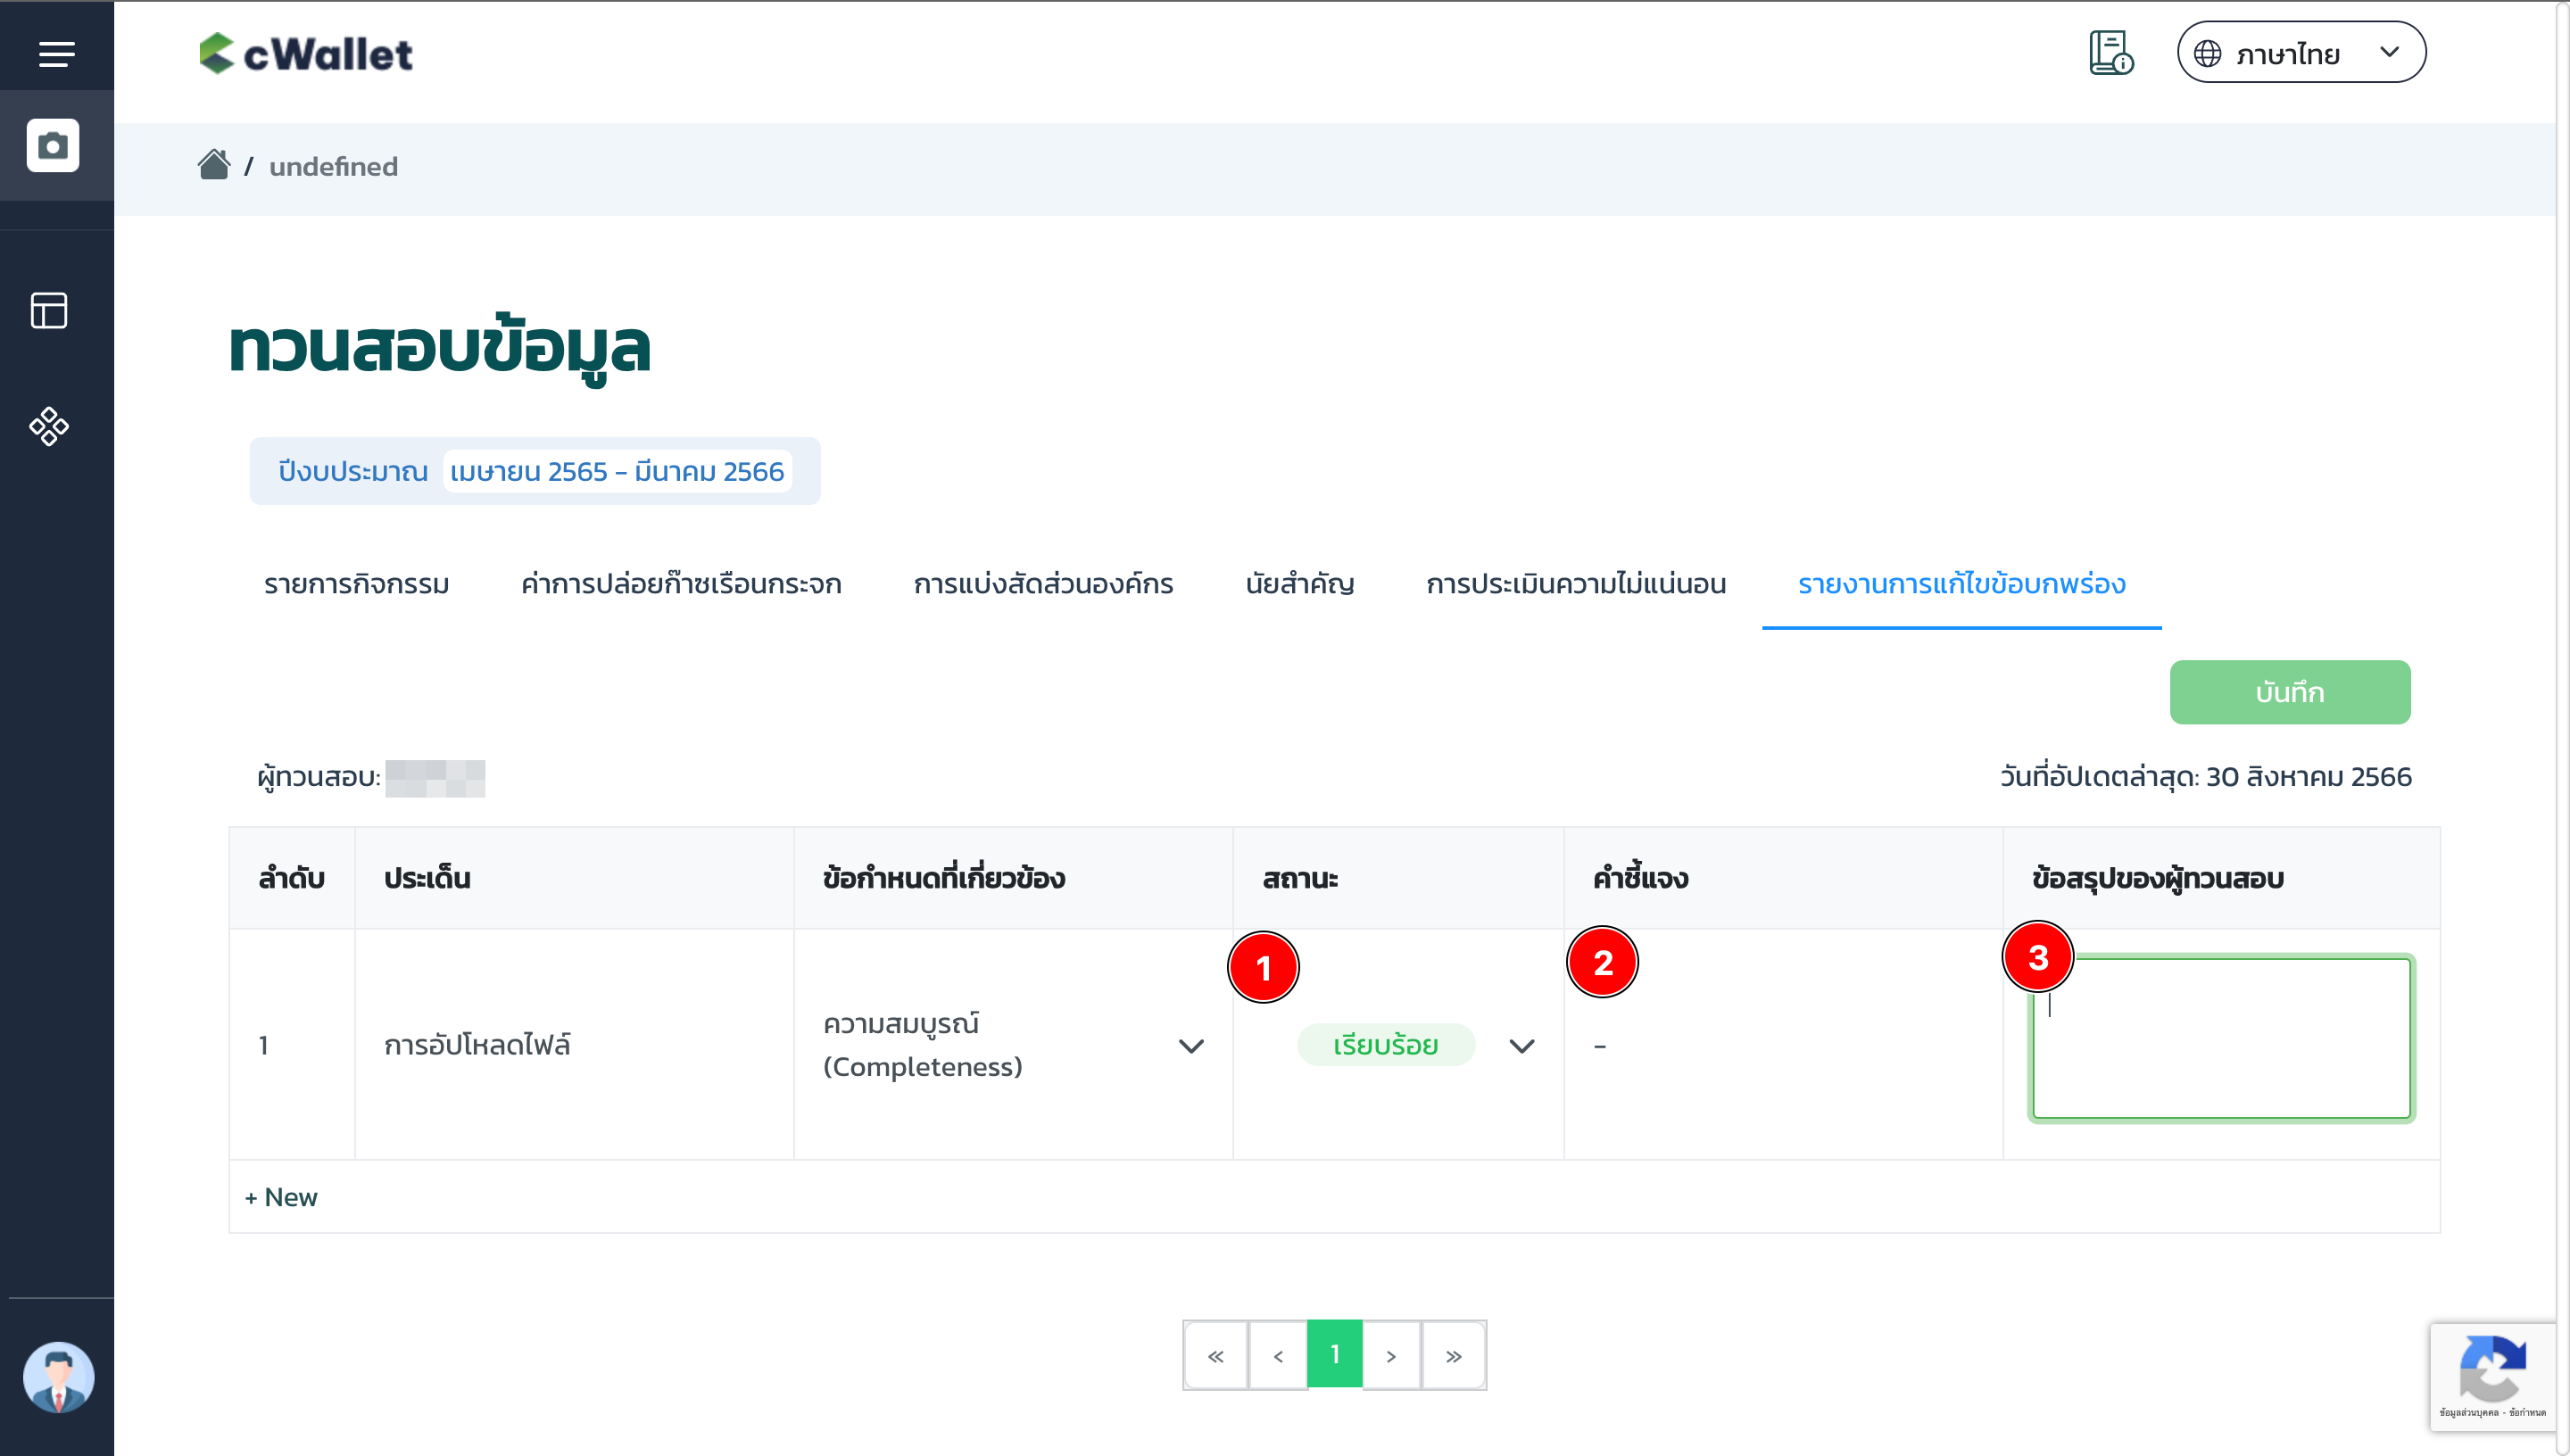 cWallet
ภาษาไทย
/ undefined
ทวนสอบข้อมูล
ปีงบประมาณ เมษายน 2565 - มีนาคม 2566
รายการกิจกรรม ค่าการปล่อยก๊าซเรือนกระจก การแบ่งสัดส่วนองค์กร นัยสำคัญ การประเมินความไม่แน่นอน รายงานการแก้ไขข้อบกพร่อง
บันทึก
ผู้ทวนสอบ: วันที่อัปเดตล่าสุด: 30 สิงหาคม 2566
ลำดับ ประเด็น ข้อกำหนดที่เกี่ยวข้อง สถานะ คำชี้แจง ข้อสรุปของผู้ทวนสอบ
1 2 3
1 การอัปโหลดไฟล์ ความสมบูรณ์ เรียบร้อย -
(Completeness)
+ New
« < 1 > »
ข้อมูลส่วนบุคคล - ข้อกำหนด